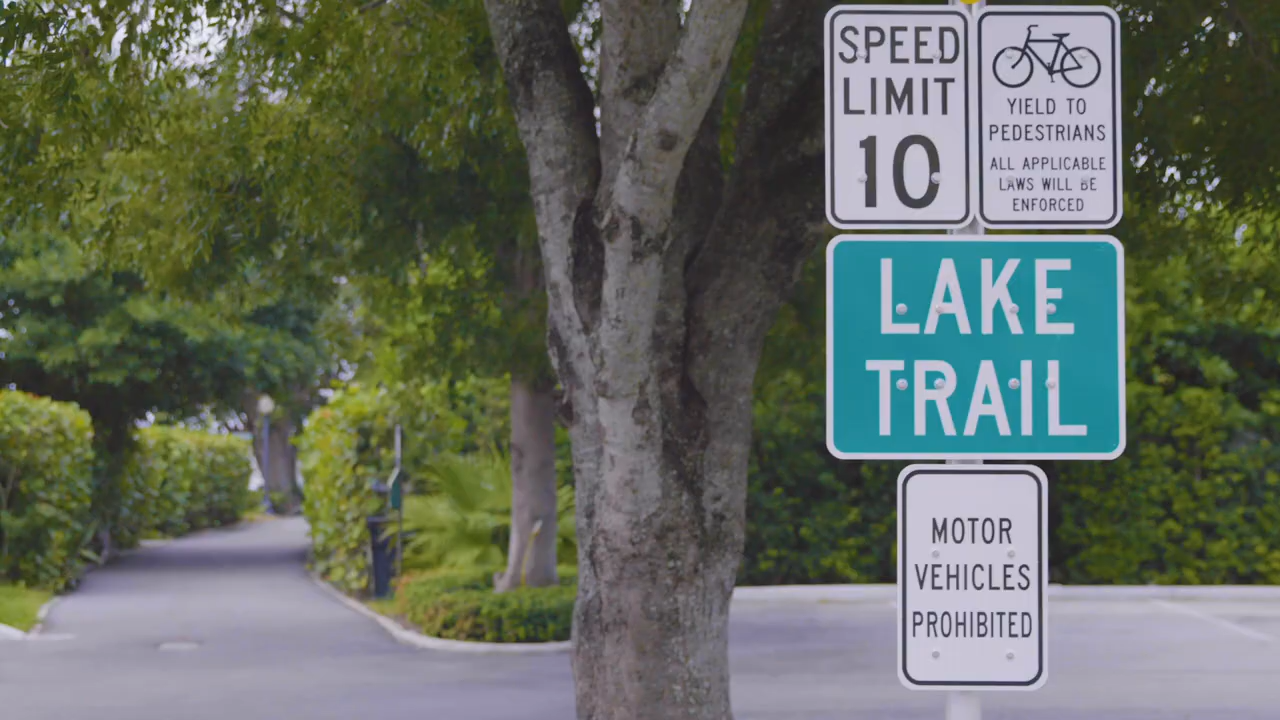 SPEED
LIMIT
10
YIELD TO
PEDESTRIANS
ALL APPLICABLE
LAWS WILL BE
ENFORCED
LAKE
TRAIL
MOTOR
VEHICLES
PROHIBITED